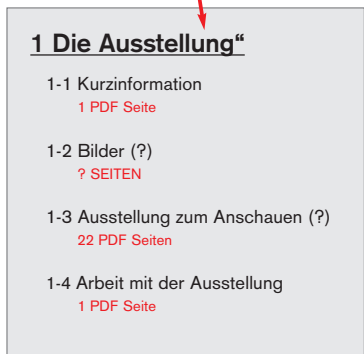 1 Die Ausstellung“
1-1 Kurzinformation
1 PDF Seite
1-2 Bilder (?)
? SEITEN
1-3 Ausstellung zum Anschauen (?)
22 PDF Seiten
1-4 Arbeit mit der Ausstellung
1 PDF Seite